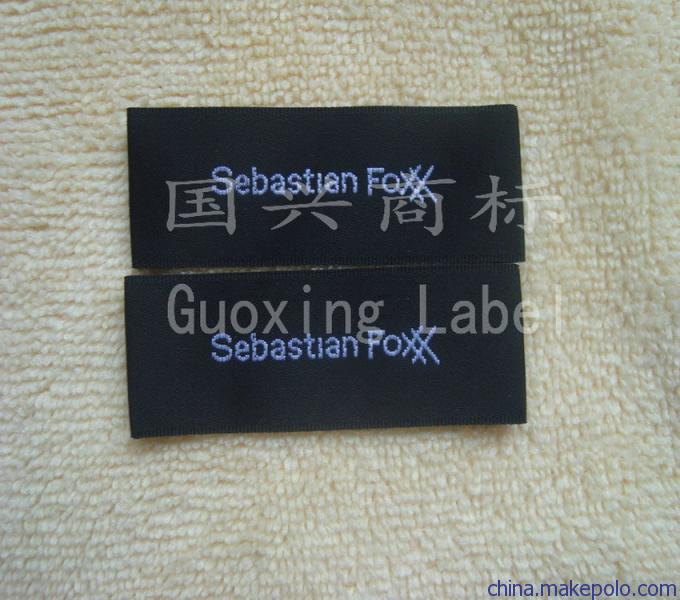 Sebastian Foxx
国兴商标
Guoxing Label
Sebastian Foxx
china.makepolo.com